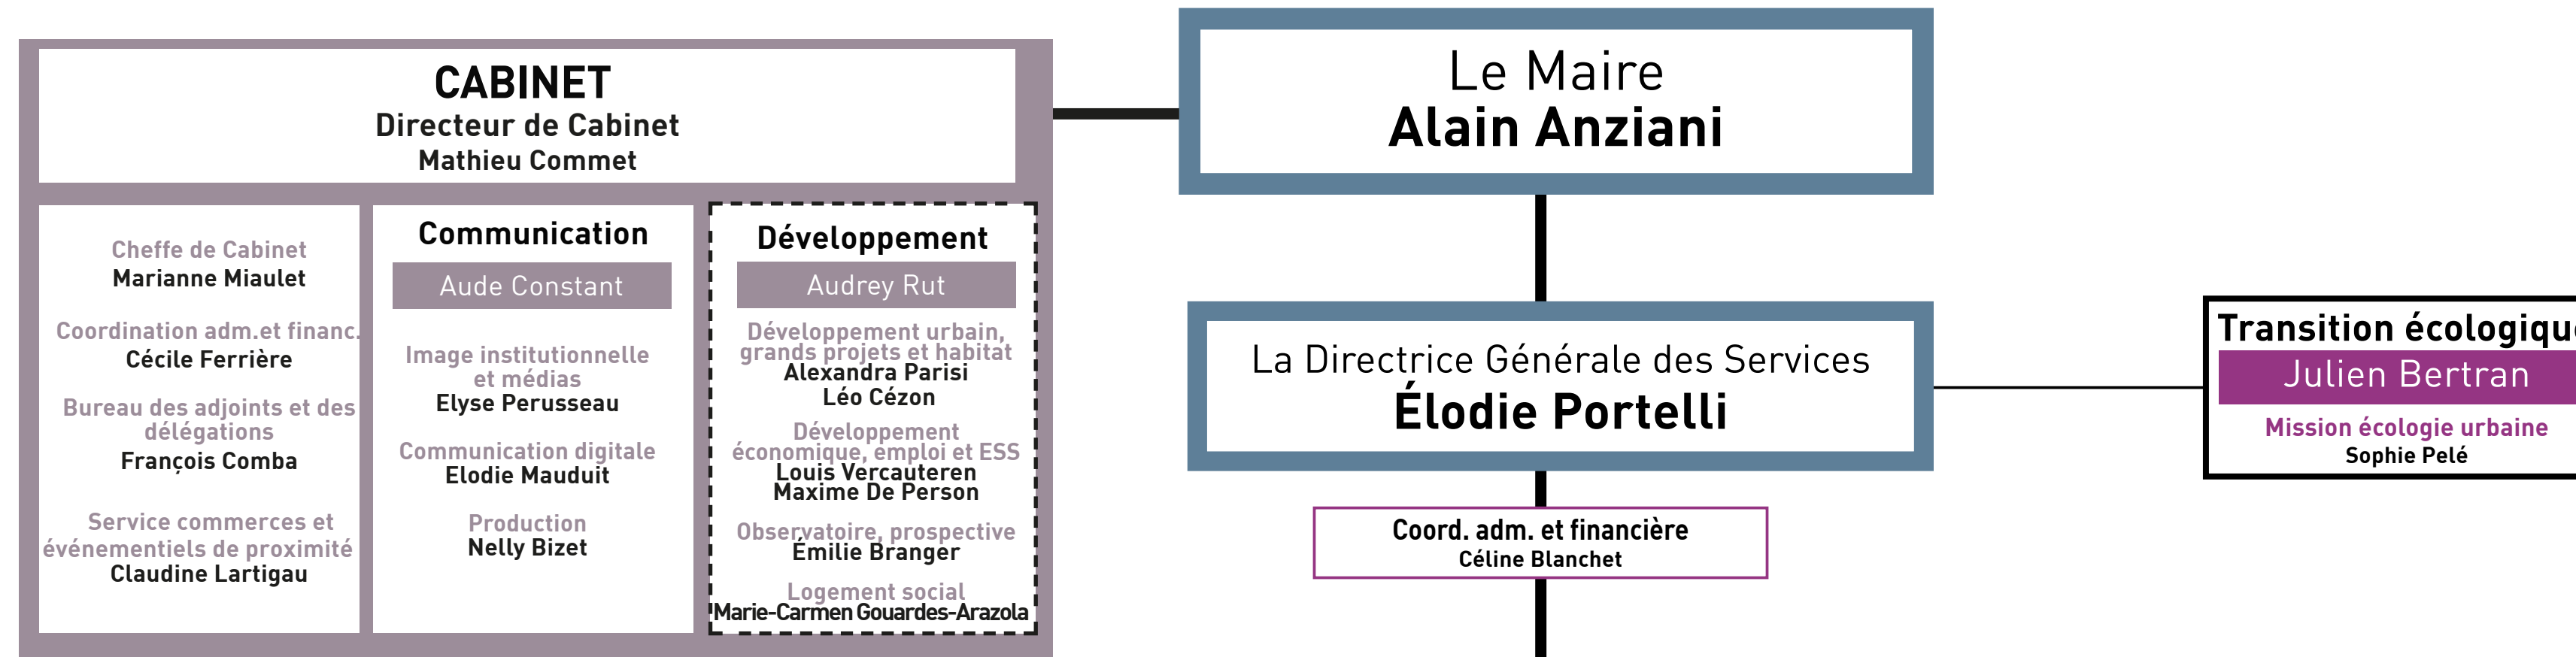 CABINET
Directeur de Cabinet
Mathieu Commet
Cheffe de Cabinet
Marianne Miaulet
Coordination adm.et financ.
Cécile Ferrière
Bureau des adjoints et des
délégations
François Comba
Service commerces et
événementiels de proximité
Claudine Lartigau
Communication
Aude Constant
Image institutionnelle
et médias
Elyse Perusseau
Communication digitale
Elodie Mauduit
Production
Nelly Bizet
Développement
Audrey Rut
Développement urbain,
grands projets et habitat
Alexandra Parisi
Léo Cézon
Développement
économique, emploi et ESS
Louis Vercauteren
Maxime De Person
Observatoire, prospective
Émilie Branger
Logement social
Marie-Carmen Gouardes-Arazola
Le Maire
Alain Anziani
La Directrice Générale des Services
Élodie Portelli
Coord. adm. et financière
Céline Blanchet
Transition écologique
Julien Bertran
Mission écologie urbaine
Sophie Pelé